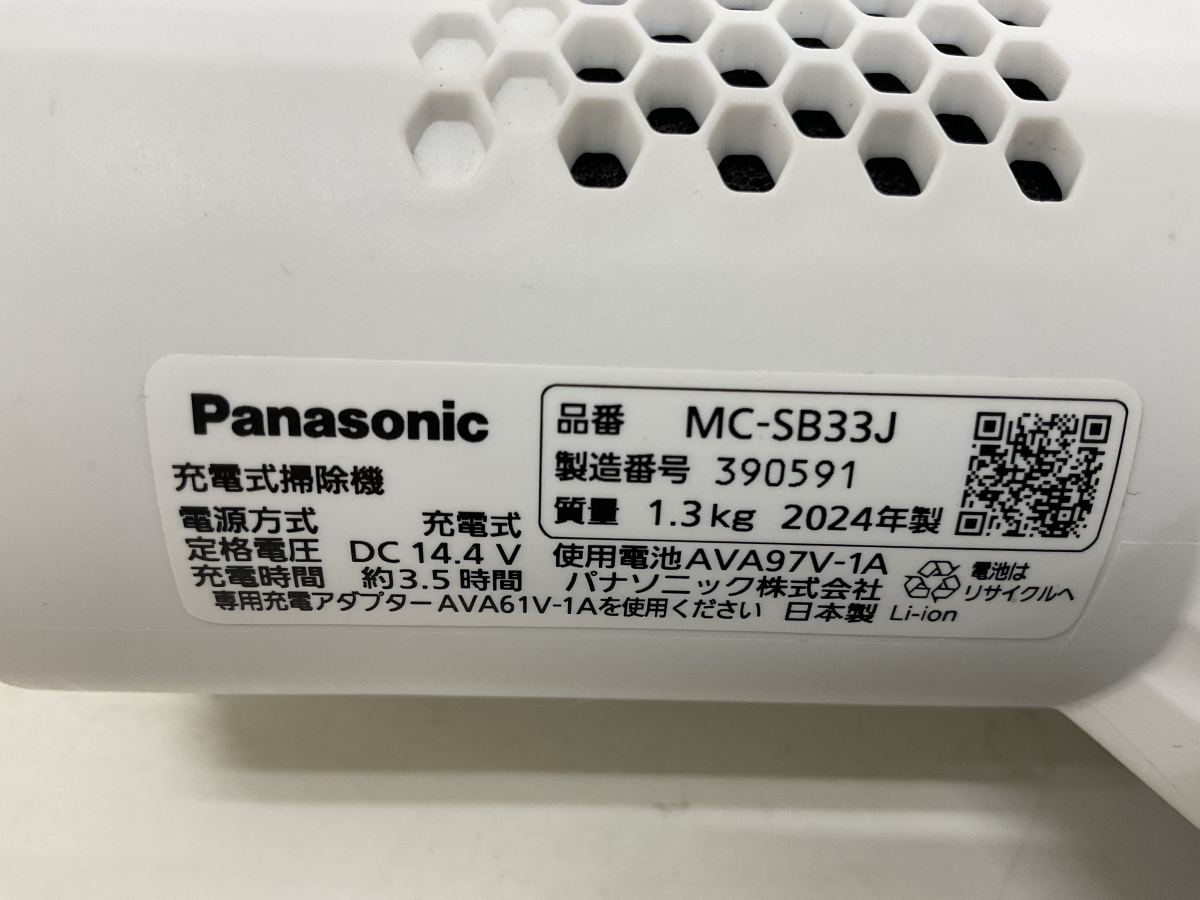 Panasonic
充電式掃除機
電源方式 充電式
定格電圧 DC 14.4 V
充電時間 約3.5 時間
専用充電アダプターAVA61V-1Aを使用ください
品番 MC-SB33J
製造番号 390591
質量 1.3kg 2024年製
使用電池AVA97V-1A
パナソニック株式会社
日本製
電池は
リサイクルへ
Li-ion